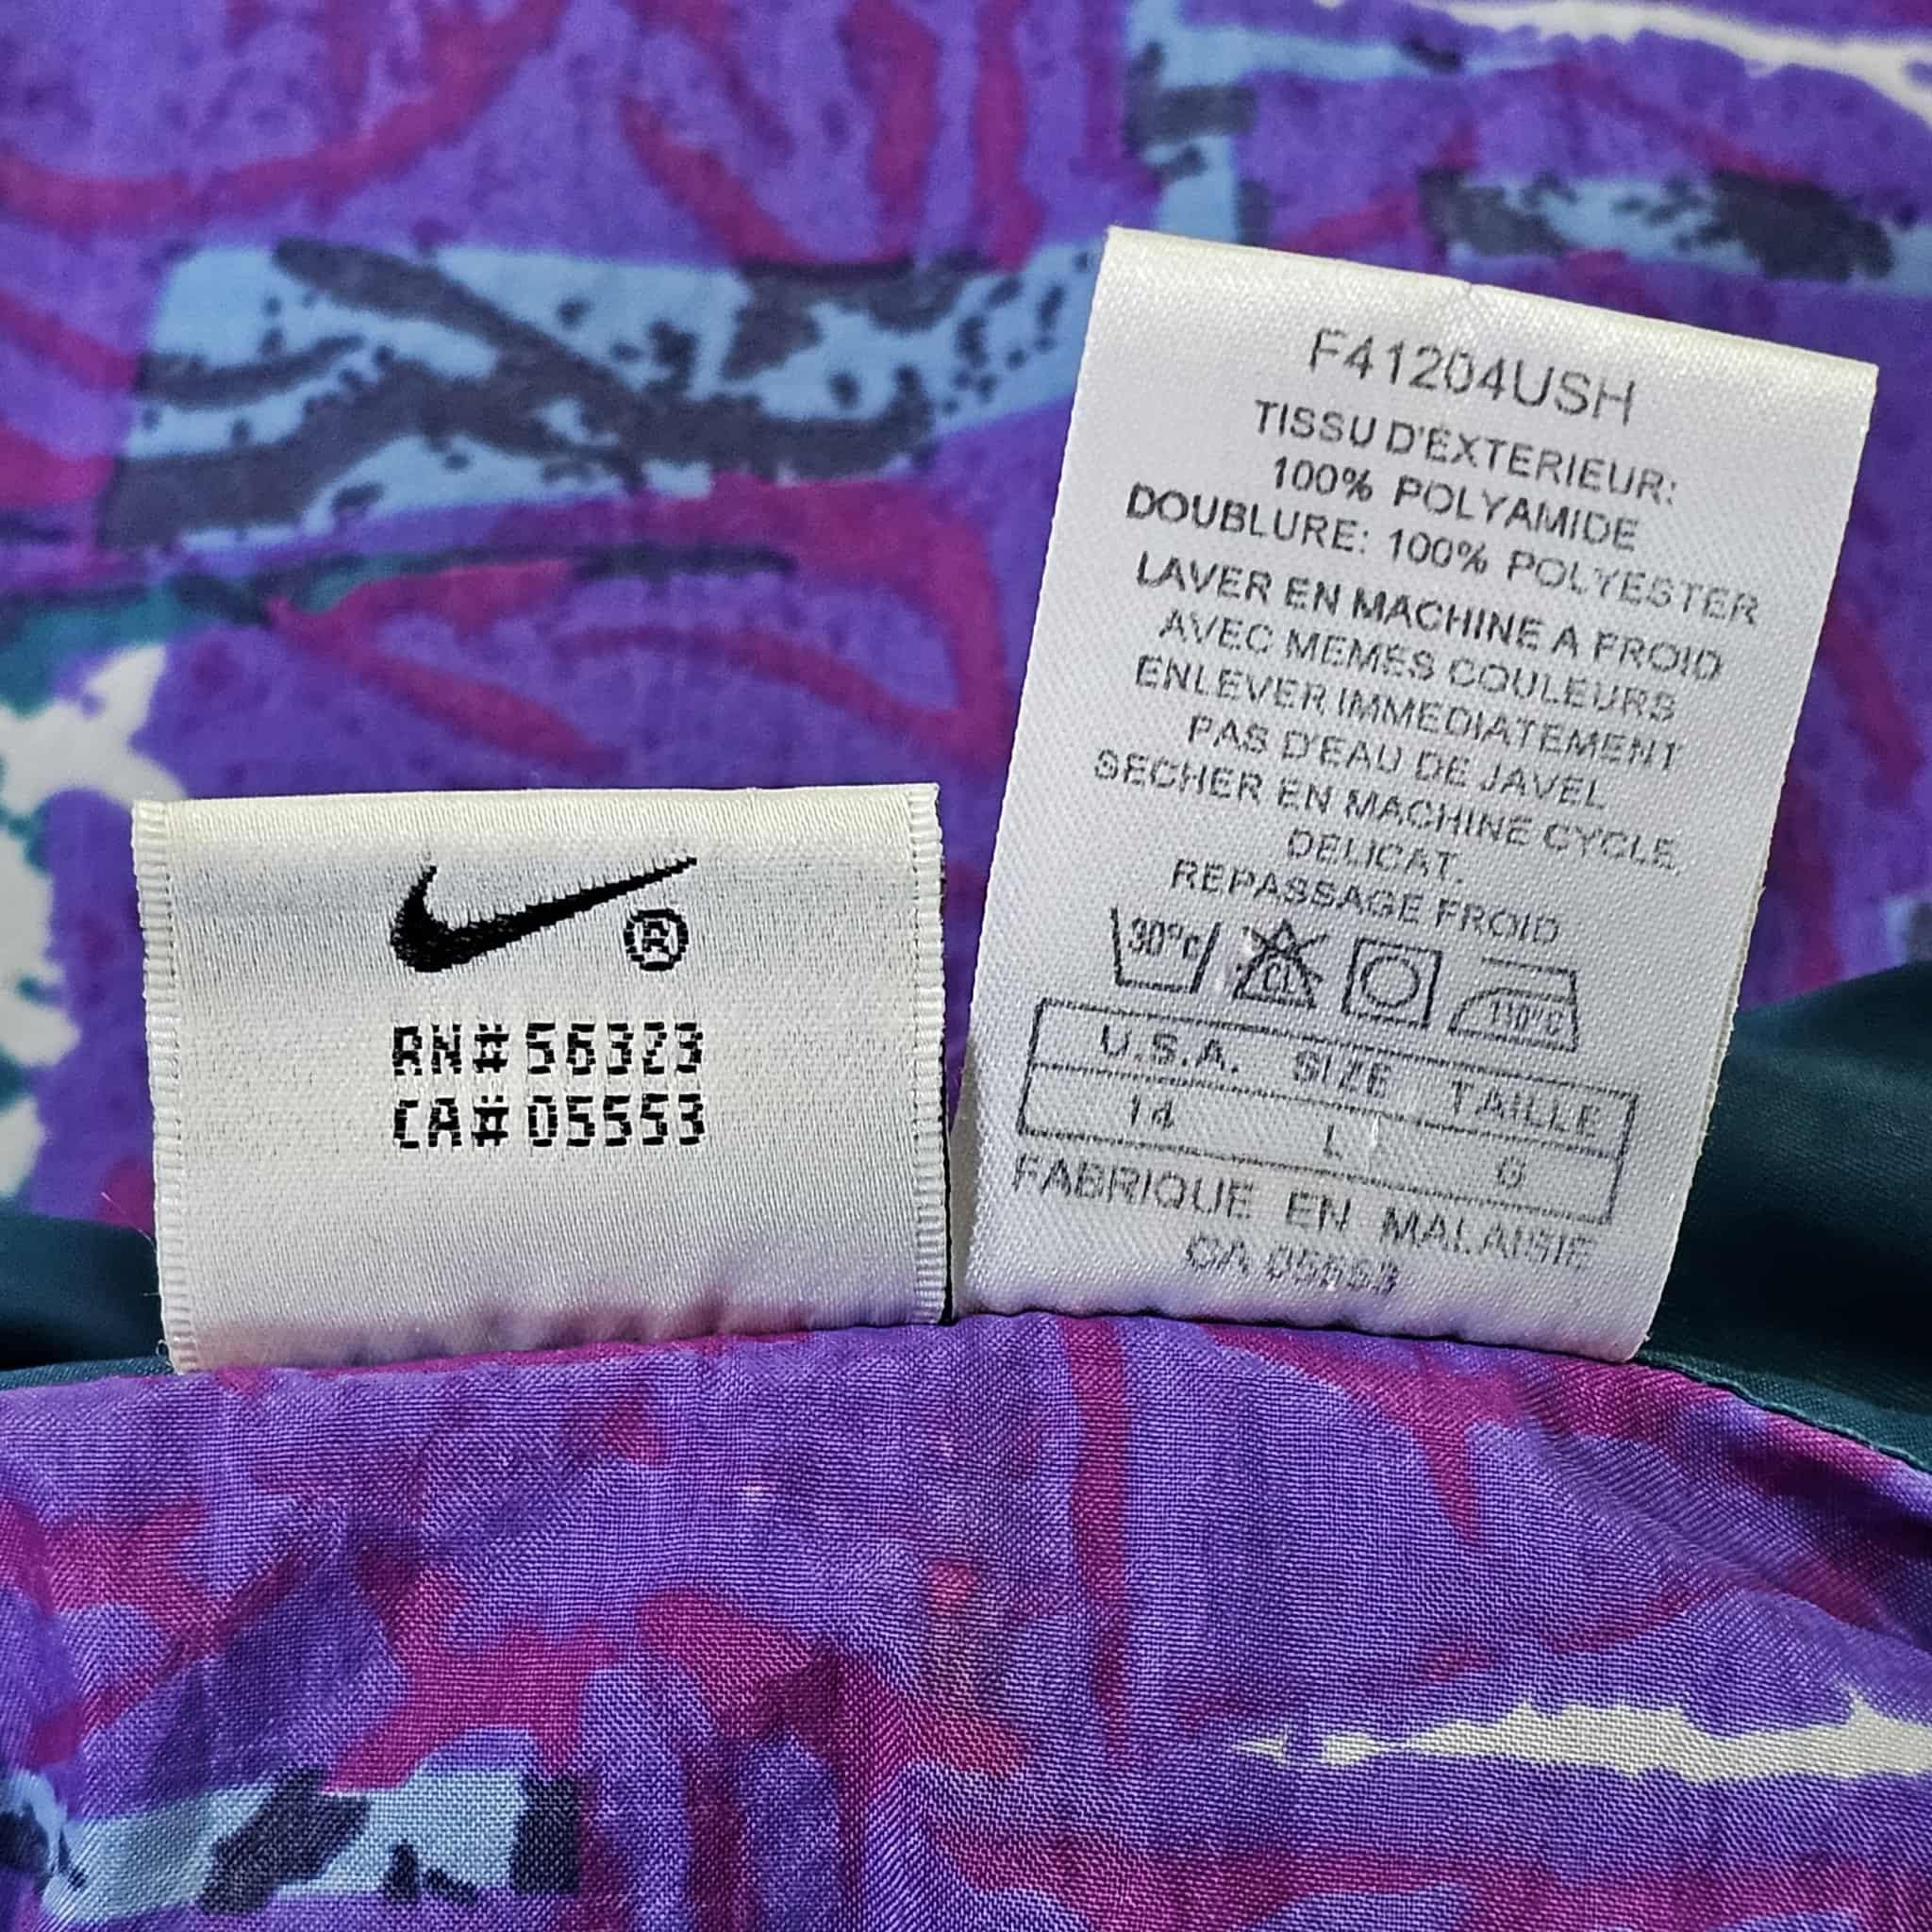 ®
RN# 56323
CA# 05553
F41204USH
TISSU D'EXTERIEUR:
100% POLYAMIDE
DOUBLURE: 100% POLYESTER
LAVER EN MACHINE A FROID
AVEC MEMES COULEURS
ENLEVER IMMEDIATEMENT
PAS D'EAU DE JAVEL
SECHER EN MACHINE CYCLE
DELICAT.
REPASSAGE FROID
30°C CL 110°C
U.S.A. SIZE TAILLE
14 L G
FABRIQUE EN MALAISIE
CA 05553